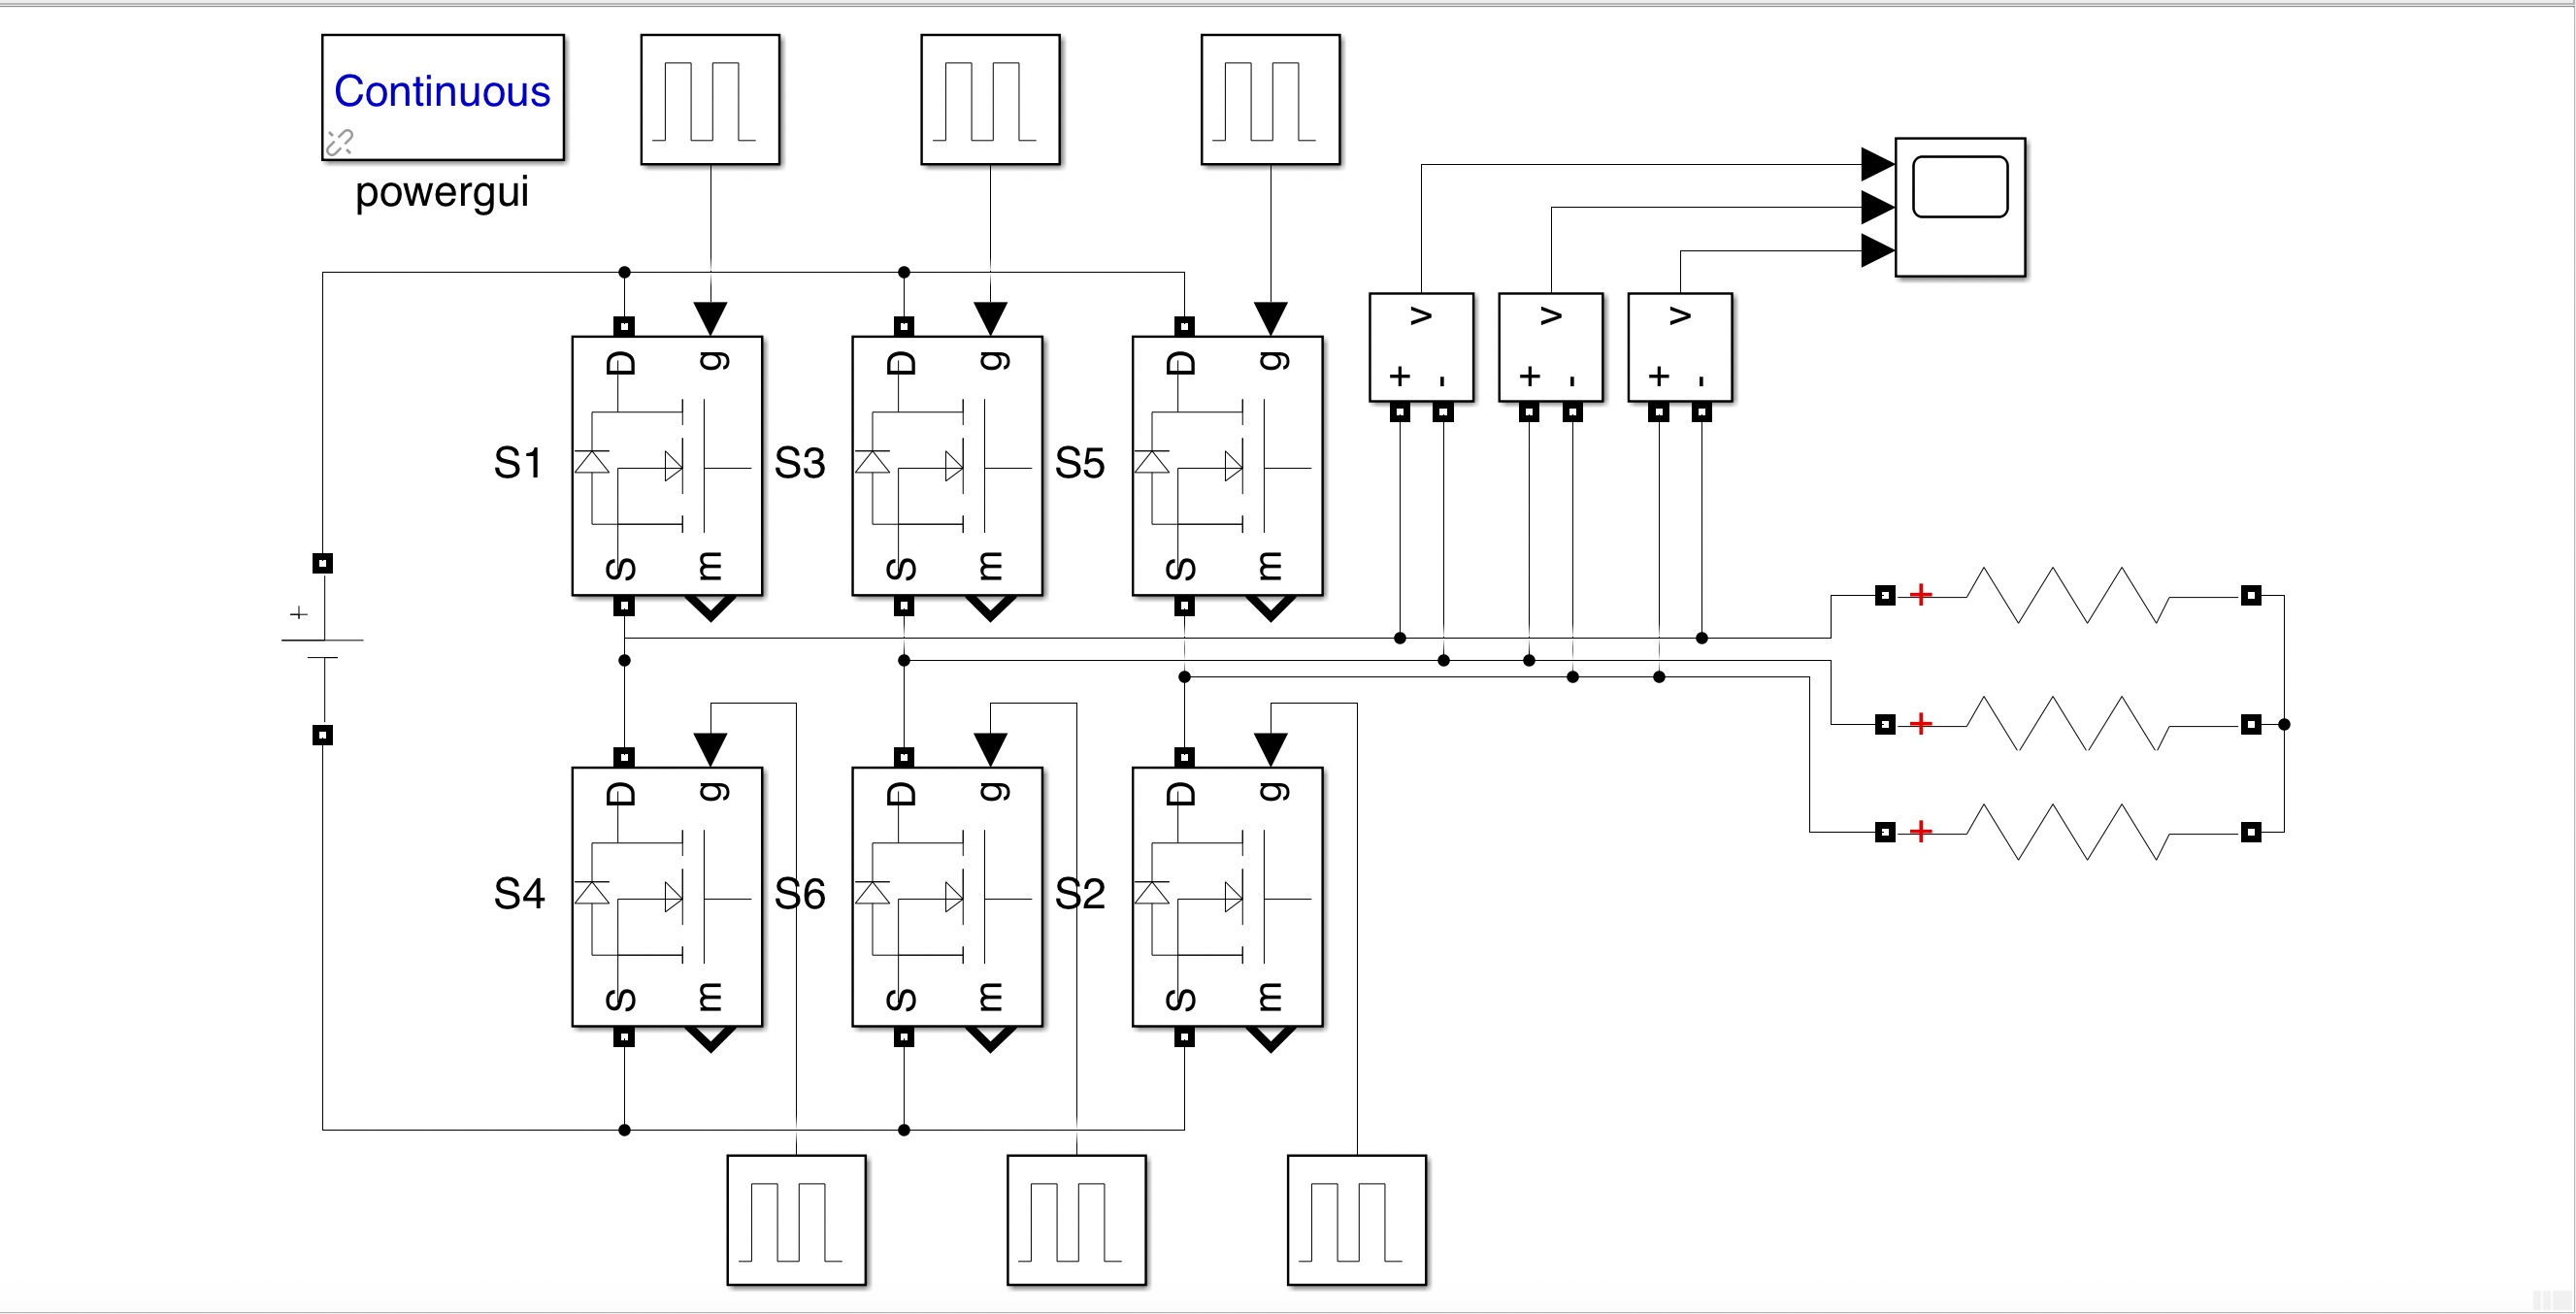 Continuous
powergui
D g
D g
D g
v
v
v
+ -
+ -
+ -
S1
S3
S5
S m
S m
S m
+
+
+
+
D g
D g
D g
S4
S6
S2
S m
S m
S m